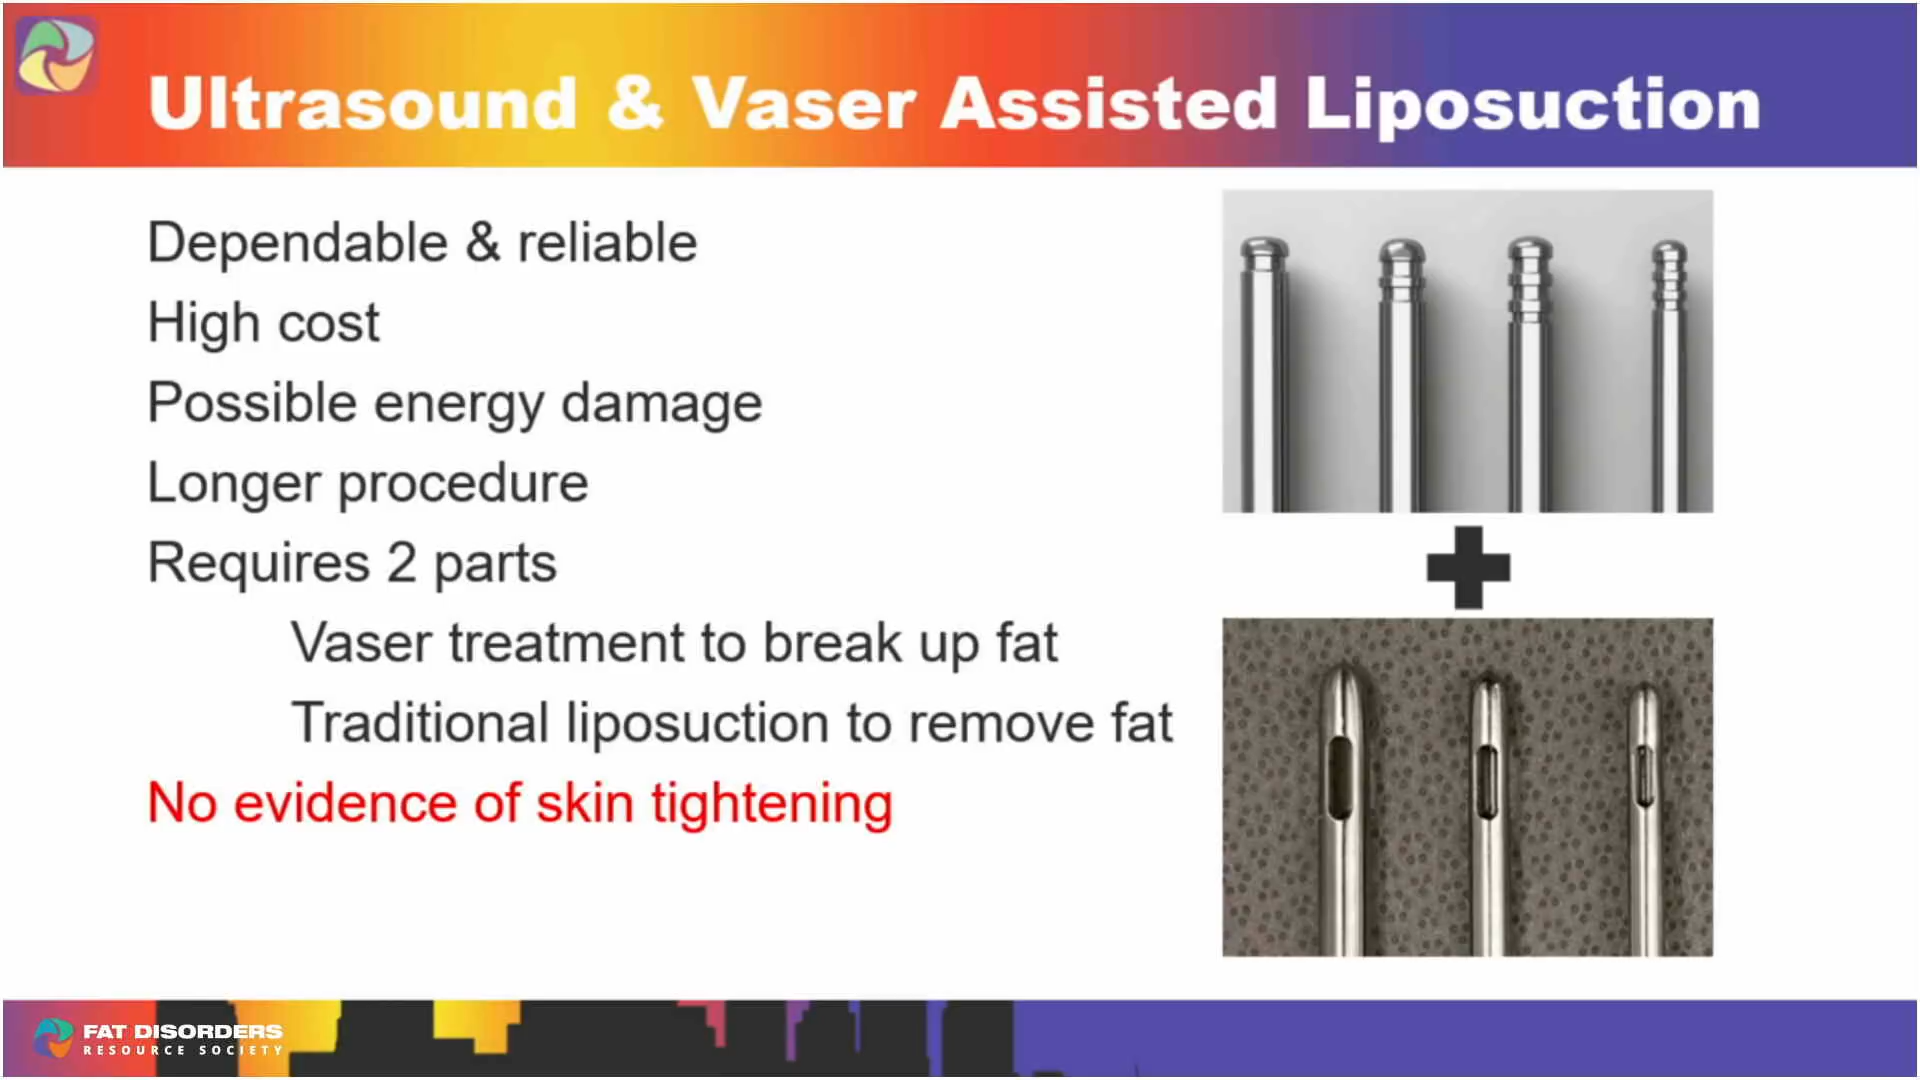 Ultrasound & Vaser Assisted Liposuction
Dependable & reliable
High cost
Possible energy damage
Longer procedure
Requires 2 parts
Vaser treatment to break up fat
Traditional liposuction to remove fat
No evidence of skin tightening
FAT DISORDERS
RESOURCE SOCIETY